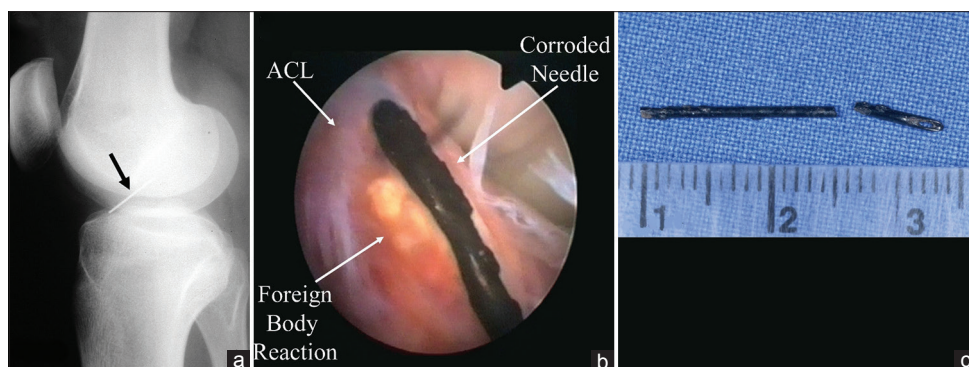 a
ACL
Corroded
Needle
Foreign
Body
Reaction
b
1 2 3
c